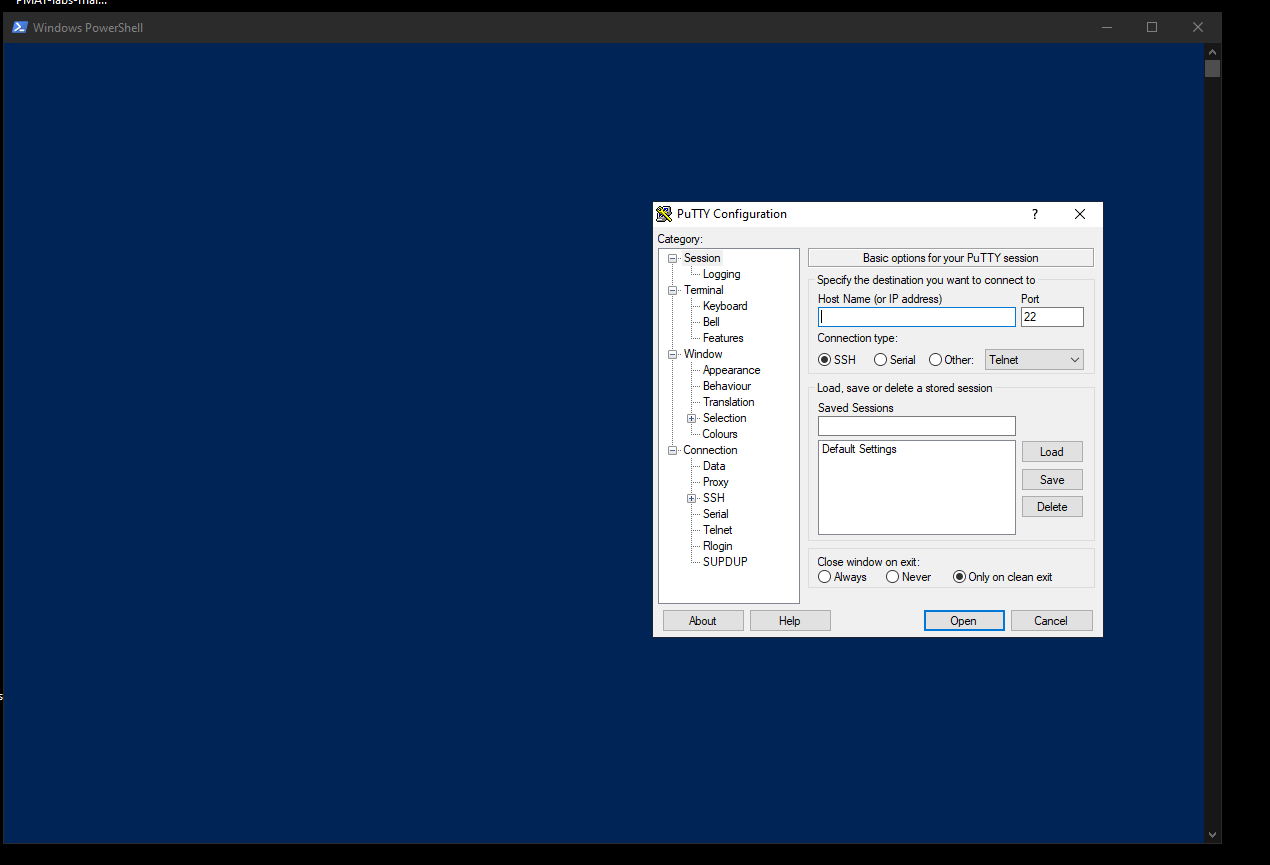 Windows PowerShell
PuTTY Configuration
?
Category:
Session
Logging
Terminal
Keyboard
Bell
Features
Window
Appearance
Behaviour
Translation
Selection
Colours
Connection
Data
Proxy
SSH
Serial
Telnet
Rlogin
SUPDUP
Basic options for your PuTTY session
Specify the destination you want to connect to
Host Name (or IP address) Port
22
Connection type:
SSH Serial Other: Telnet
Load, save or delete a stored session
Saved Sessions
Default Settings
Load
Save
Delete
Close window on exit:
Always Never Only on clean exit
About Help Open Cancel